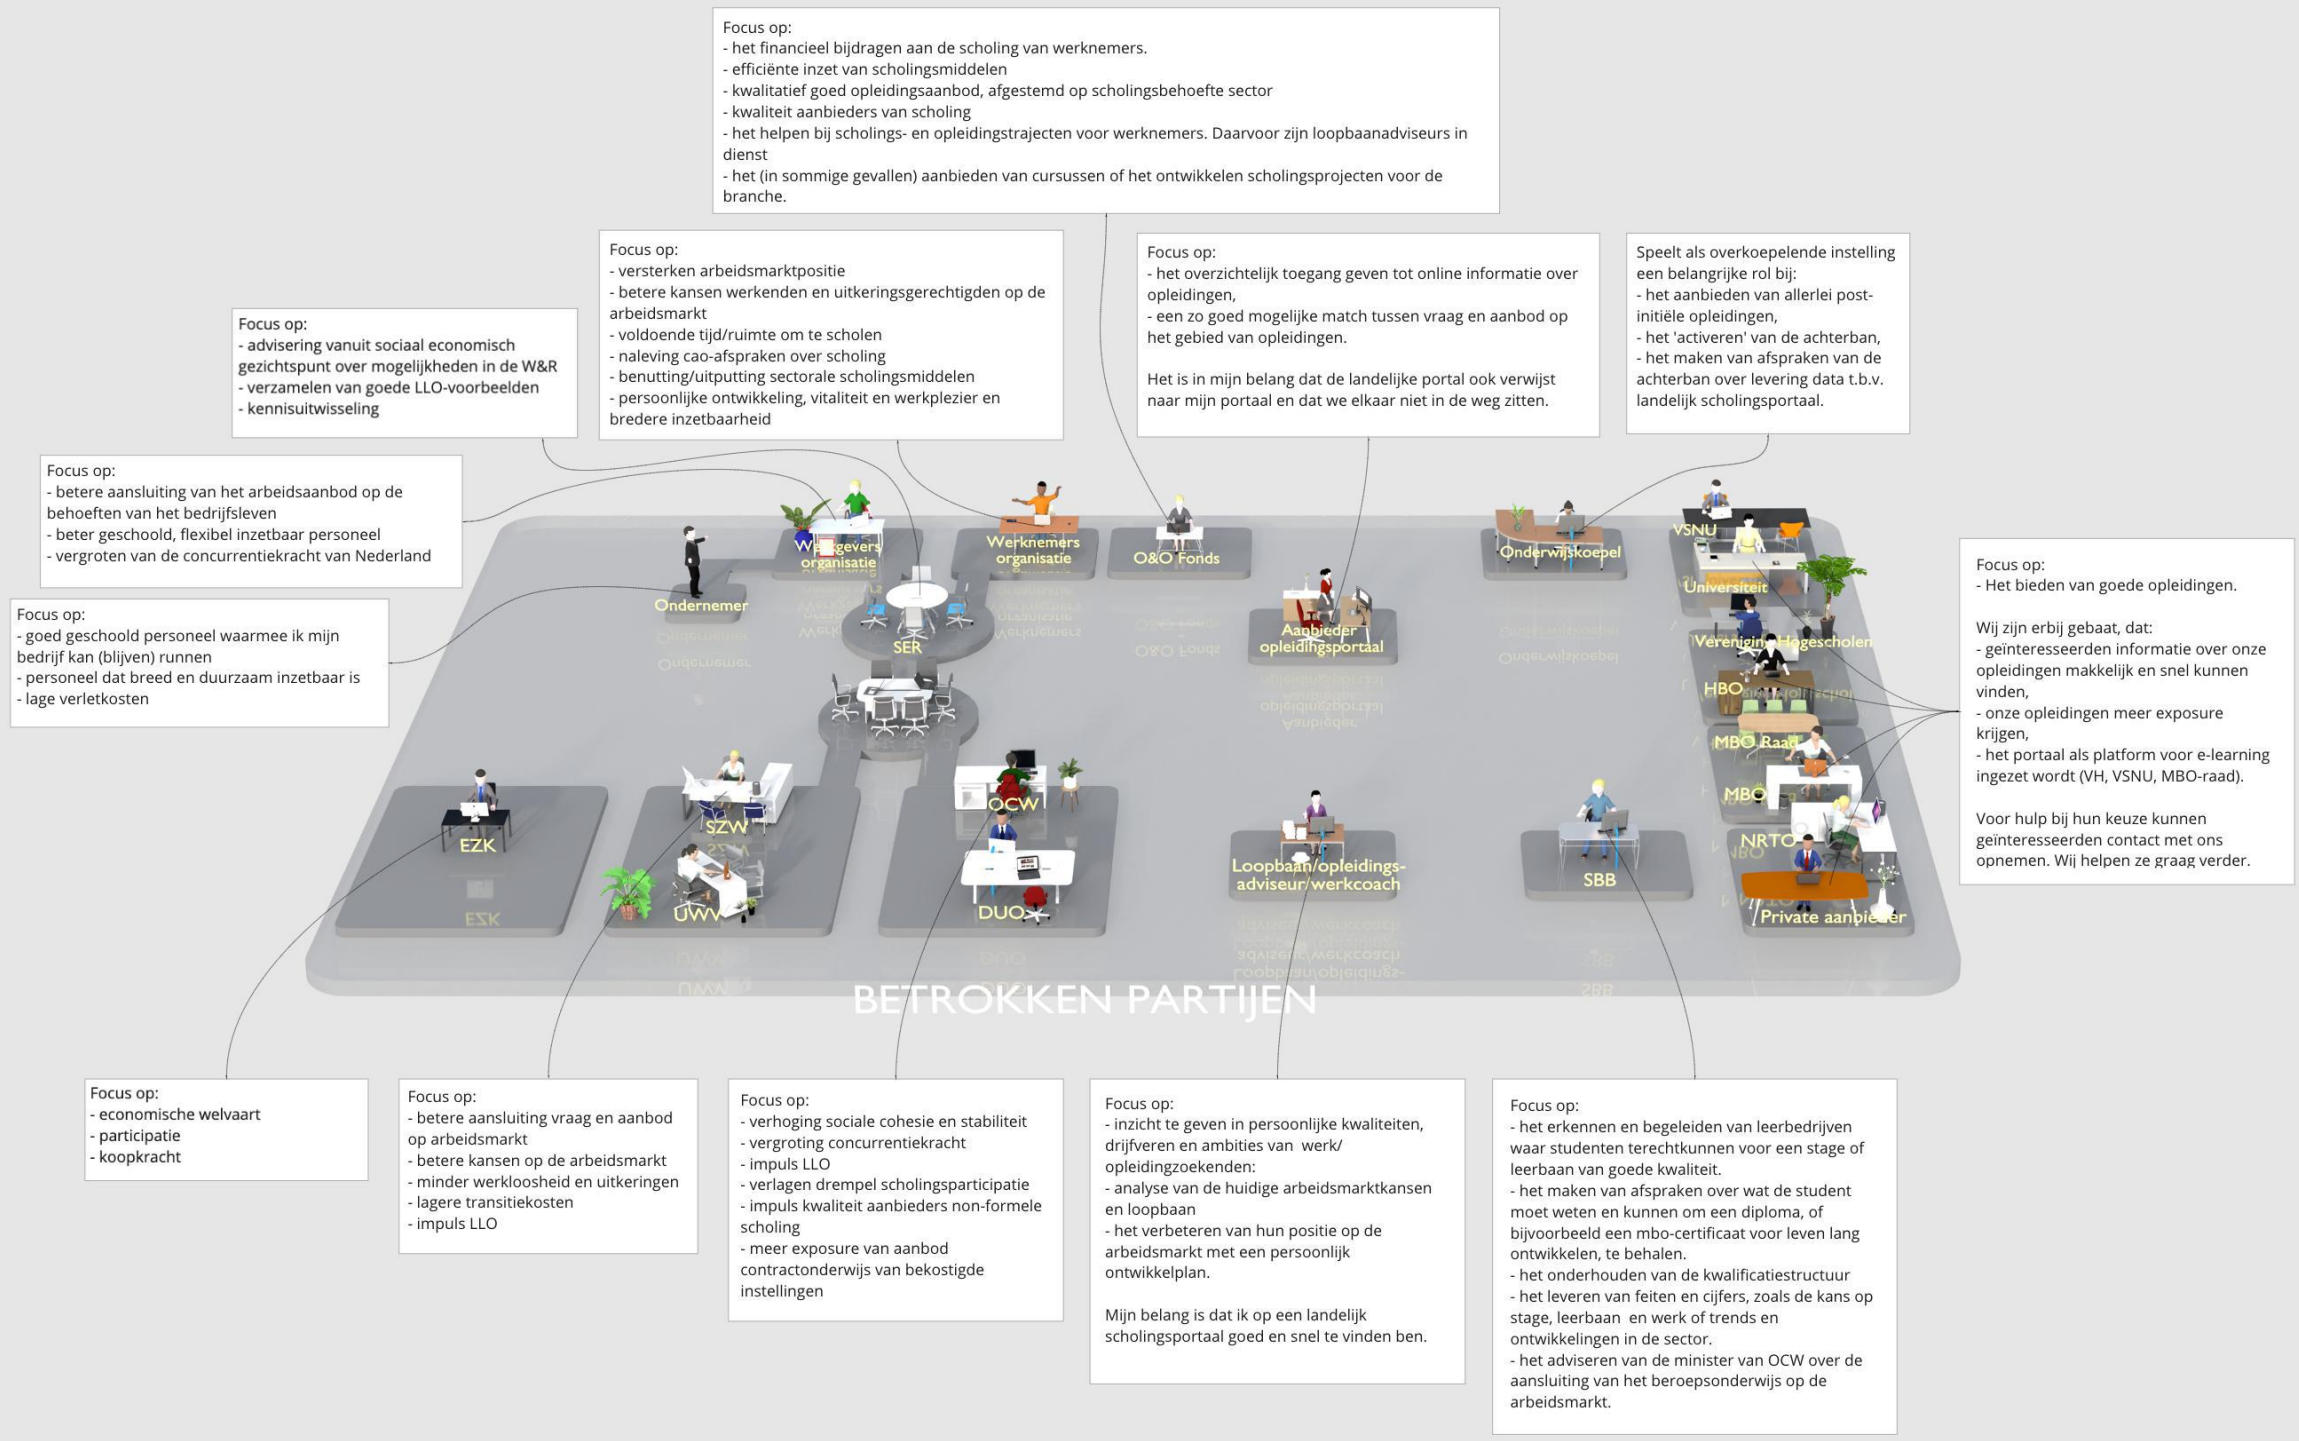 Focus op:
- het financieel bijdragen aan de scholing van werknemers.
- efficiënte inzet van scholingsmiddelen
- kwalitatief goed opleidingsaanbod, afgestemd op scholingsbehoefte sector
- kwaliteit aanbieders van scholing
- het helpen bij scholings- en opleidingstrajecten voor werknemers. Daarvoor zijn loopbaanadviseurs in
dienst
- het (in sommige gevallen) aanbieden van cursussen of het ontwikkelen scholingsprojecten voor de
branche.
Focus op:
- versterken arbeidsmarktpositie
- betere kansen werkenden en uitkeringsgerechtigden op de
arbeidsmarkt
- voldoende tijd/ruimte om te scholen
- naleving cao-afspraken over scholing
- benutting/uitputting sectorale scholingsmiddelen
- persoonlijke ontwikkeling, vitaliteit en werkplezier en
bredere inzetbaarheid
Focus op:
- het overzichtelijk toegang geven tot online informatie over
opleidingen,
- een zo goed mogelijke match tussen vraag en aanbod op
het gebied van opleidingen.
Het is in mijn belang dat de landelijke portal ook verwijst
naar mijn portaal en dat we elkaar niet in de weg zitten.
Speelt als overkoepelende instelling
een belangrijke rol bij:
- het aanbieden van allerlei post-
initiële opleidingen,
- het 'activeren' van de achterban,
- het maken van afspraken van de
achterban over levering data t.b.v.
landelijk scholingsportaal.
Focus op:
- advisering vanuit sociaal economisch
gezichtspunt over mogelijkheden in de W&R
- verzamelen van goede LLO-voorbeelden
- kennisuitwisseling
Focus op:
- betere aansluiting van het arbeidsaanbod op de
behoeften van het bedrijfsleven
- beter geschoold, flexibel inzetbaar personeel
- vergroten van de concurrentiekracht van Nederland
Focus op:
- goed geschoold personeel waarmee ik mijn
bedrijf kan (blijven) runnen
- personeel dat breed en duurzaam inzetbaar is
- lage verletkosten
Werkgevers
organisatie
Werknemers
organisatie
O&O Fonds
Onderwijskoepel
VSNU
Universiteit
Ondernemer
SER
Aanbieder
opleidingsportaal
Vereniging Hogescholen
HBO
MBO Raad
MBO
NRTO
Private aanbieder
EZK
SZW
UWV
OCW
DUO
Loopbaan/opleidings-
adviseur/werkcoach
SBB
BETROKKEN PARTIJEN
Focus op:
- Het bieden van goede opleidingen.
Wij zijn erbij gebaat, dat:
- geïnteresseerden informatie over onze
opleidingen makkelijk en snel kunnen
vinden,
- onze opleidingen meer exposure
krijgen,
- het portaal als platform voor e-learning
ingezet wordt (VH, VSNU, MBO-raad).
Voor hulp bij hun keuze kunnen
geïnteresseerden contact met ons
opnemen. Wij helpen ze graag verder.
Focus op:
- economische welvaart
- participatie
- koopkracht
Focus op:
- betere aansluiting vraag en aanbod
op arbeidsmarkt
- betere kansen op de arbeidsmarkt
- minder werkloosheid en uitkeringen
- lagere transitiekosten
- impuls LLO
Focus op:
- verhoging sociale cohesie en stabiliteit
- vergroting concurrentiekracht
- impuls LLO
- verlagen drempel scholingsparticipatie
- impuls kwaliteit aanbieders non-formele
scholing
- meer exposure van aanbod
contractonderwijs van bekostigde
instellingen
Focus op:
- inzicht te geven in persoonlijke kwaliteiten,
drijfveren en ambities van  werk/
opleidingzoekenden:
- analyse van de huidige arbeidsmarktkansen
en loopbaan
- het verbeteren van hun positie op de
arbeidsmarkt met een persoonlijk
ontwikkelplan.
Mijn belang is dat ik op een landelijk
scholingsportaal goed en snel te vinden ben.
Focus op:
- het erkennen en begeleiden van leerbedrijven
waar studenten terechtkunnen voor een stage of
leerbaan van goede kwaliteit.
- het maken van afspraken over wat de student
moet weten en kunnen om een diploma, of
bijvoorbeeld een mbo-certificaat voor leven lang
ontwikkelen, te behalen.
- het onderhouden van de kwalificatiestructuur
- het leveren van feiten en cijfers, zoals de kans op
stage, leerbaan  en werk of trends en
ontwikkelingen in de sector.
- het adviseren van de minister van OCW over de
aansluiting van het beroepsonderwijs op de
arbeidsmarkt.